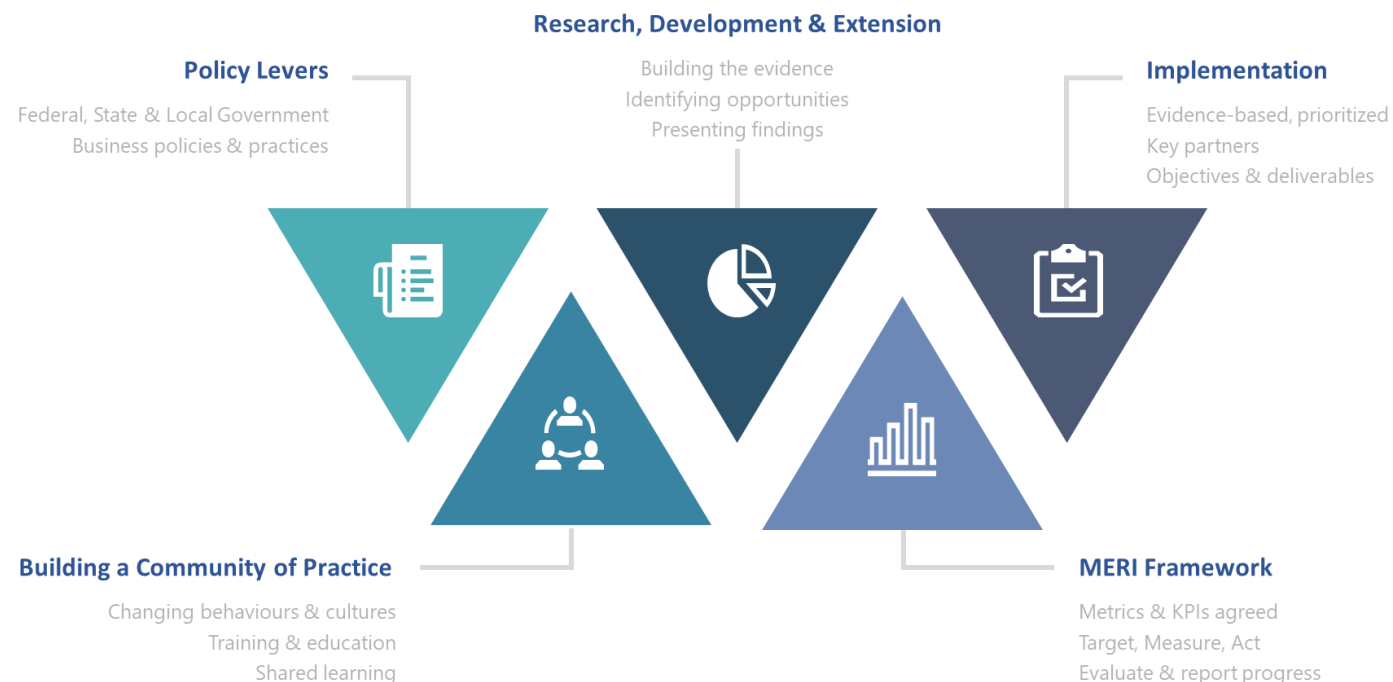 Research, Development & Extension
Building the evidence
Identifying opportunities
Presenting findings
Policy Levers
Federal, State & Local Government
Business policies & practices
Implementation
Evidence-based, prioritized
Key partners
Objectives & deliverables
Building a Community of Practice
Changing behaviours & cultures
Training & education
Shared learning
MERI Framework
Metrics & KPIs agreed
Target, Measure, Act
Evaluate & report progress